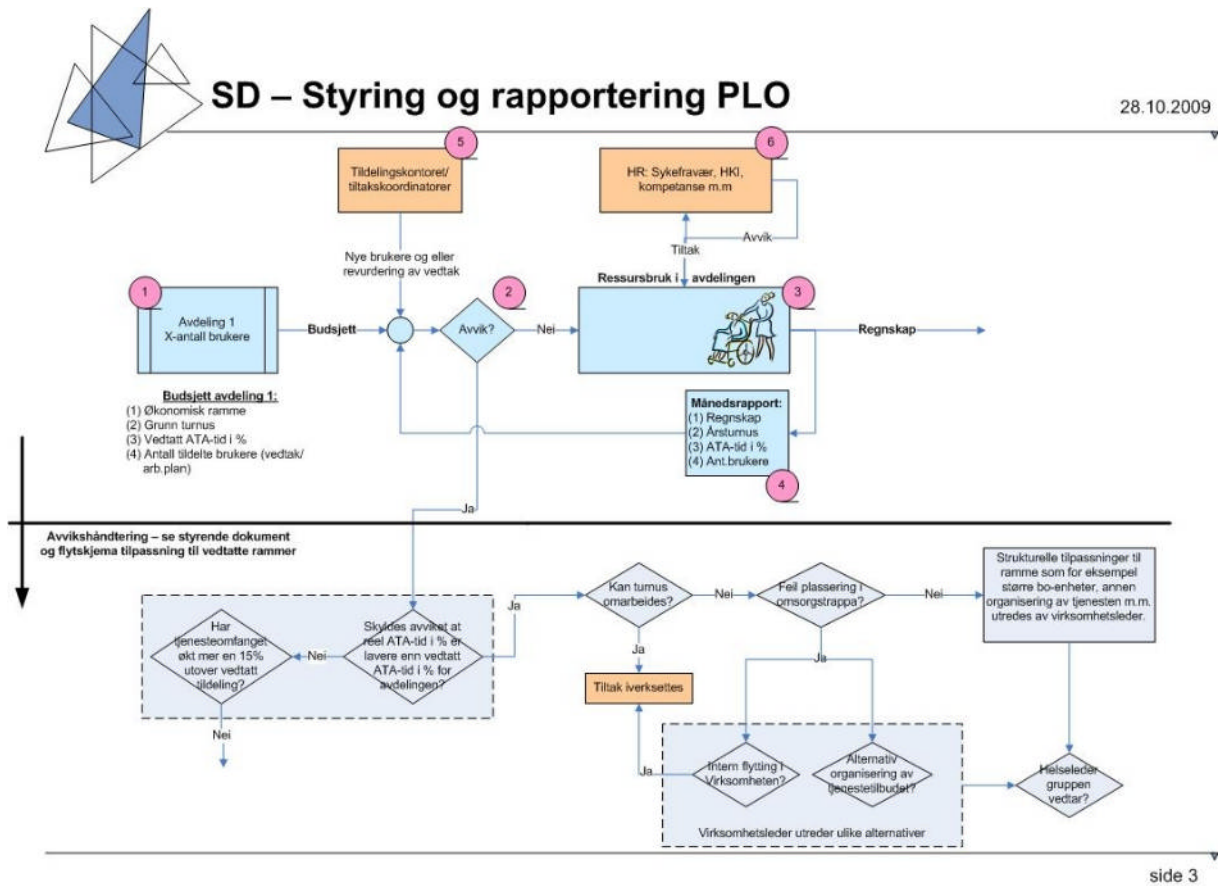 SD – Styring og rapportering PLO
28.10.2009
5
Tildelingskontoret/
tiltakskoordinatorer
6
HR: Sykefravær, HKI,
kompetanse m.m
Avvik
Tiltak
Nye brukere og eller
revurdering av vedtak
Ressursbruk i avdelingen
1
Avdeling 1
X-antall brukere
Budsjett
2
Avvik?
Nei
3
Regnskap
Budsjett avdeling 1:
(1) Økonomisk ramme
(2) Grunn turnus
(3) Vedtatt ATA-tid i %
(4) Antall tildelte brukere (vedtak/
arb.plan)
Månedsrapport:
(1) Regnskap
(2) Årsturnus
(3) ATA-tid i %
(4) Ant.brukere
4
Ja
Avvikshåndtering – se styrende dokument
og flytskjema tilpassning til vedtatte rammer
Har
tjenesteomfanget
økt mer en 15%
utover vedtatt
tildeling?
Nei
Nei
Skyldes avviket at
reel ATA-tid i % er
lavere enn vedtatt
ATA-tid i % for
avdelingen?
Ja
Kan turnus
omarbeides?
Nei
Feil plassering i
omsorgstrappa?
Nei
Strukturelle tilpassninger til
ramme som for eksempel
større bo-enheter, annen
organisering av tjenesten m.m.
utredes av virksomhetsleder.
Ja
Ja
Tiltak iverksettes
Ja
Intern flytting i
Virksomheten?
Alternativ
organisering av
tjenestetilbudet?
Helseleder
gruppen
vedtar?
Virksomhetsleder utreder ulike alternativer
side 3